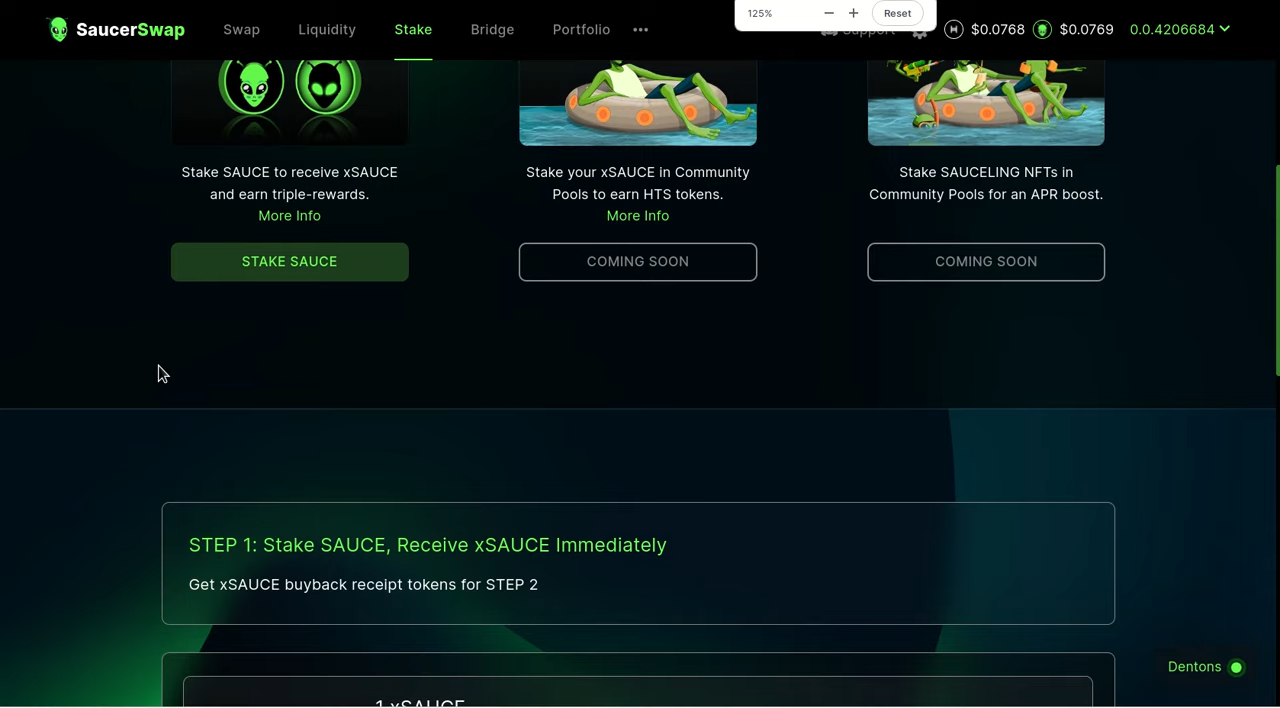 SaucerSwap
Swap
Liquidity
Stake
Bridge
Portfolio
125%
Reset
Support
$0.0768
$0.0769
0.0.4206684
Stake SAUCE to receive xSAUCE
and earn triple-rewards.
More Info
STAKE SAUCE
Stake your xSAUCE in Community
Pools to earn HTS tokens.
More Info
COMING SOON
Stake SAUCELING NFTs in
Community Pools for an APR boost.
COMING SOON
STEP 1: Stake SAUCE, Receive xSAUCE Immediately
Get xSAUCE buyback receipt tokens for STEP 2
Dentons
1 xSAUCE